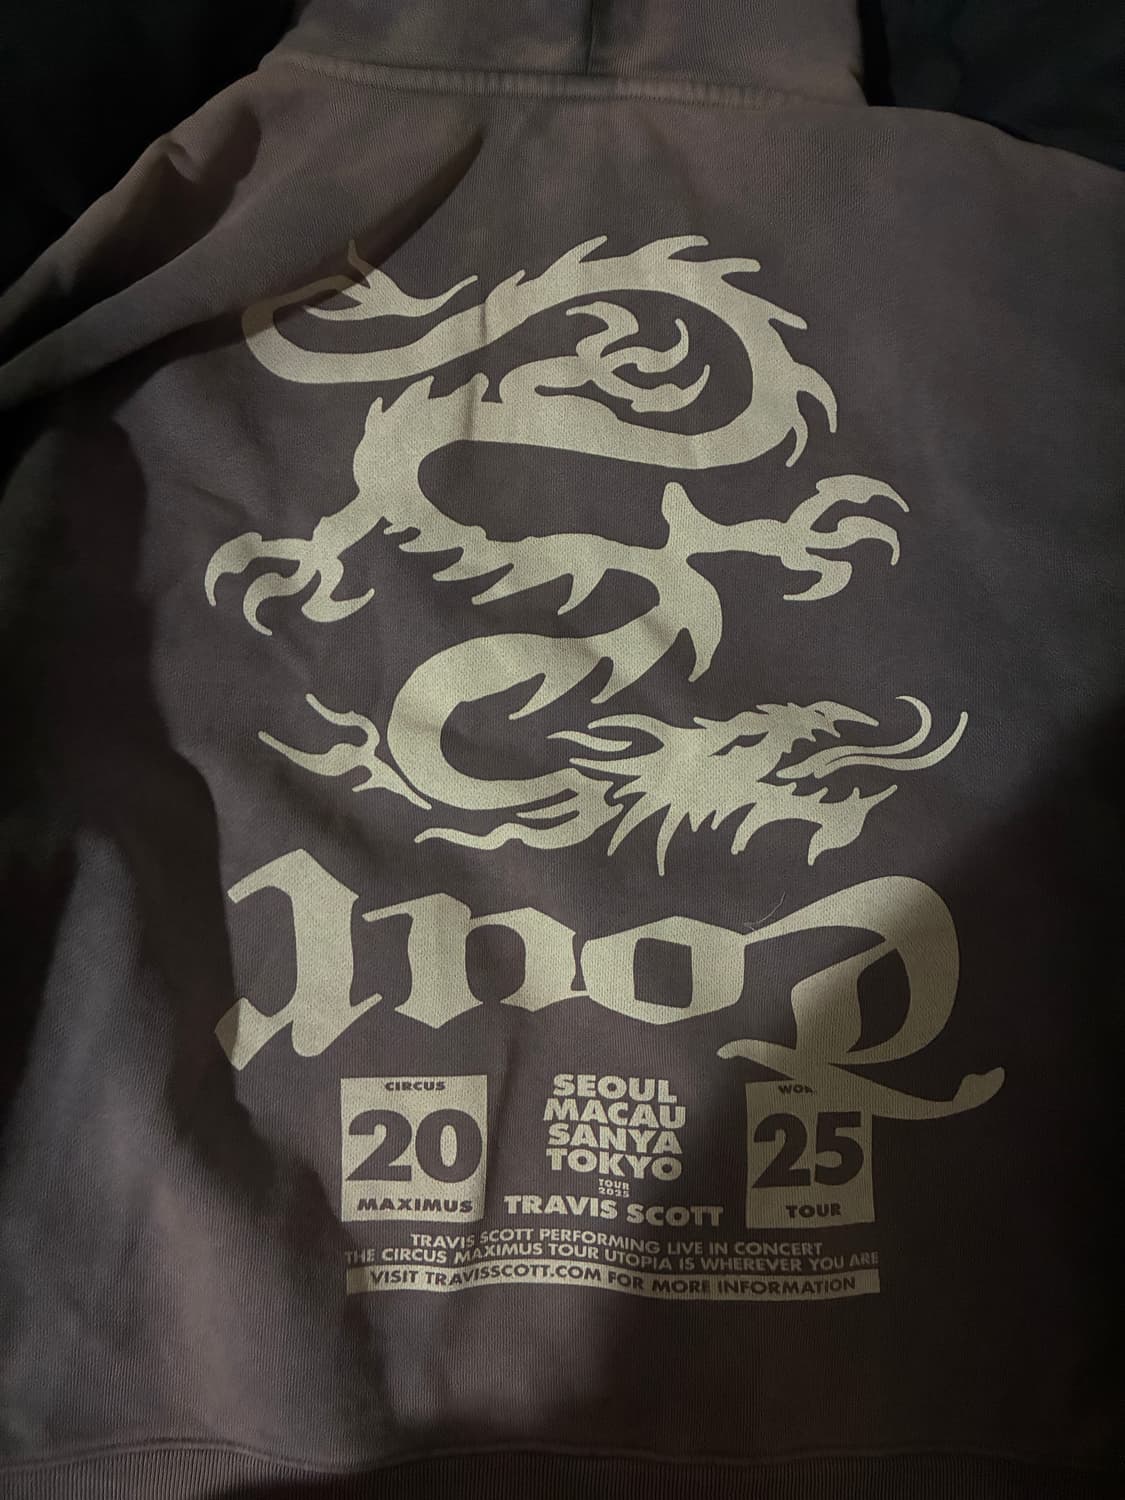 Tour
CIRCUS
20
MAXIMUS
SEOUL
MACAU
SANYA
TOKYO
TOUR
2025
TRAVIS SCOTT
25
TOUR
TRAVIS SCOTT PERFORMING LIVE IN CONCERT
THE CIRCUS MAXIMUS TOUR UTOPIA IS WHEREVER YOU ARE
VISIT TRAVISSCOTT.COM FOR MORE INFORMATION